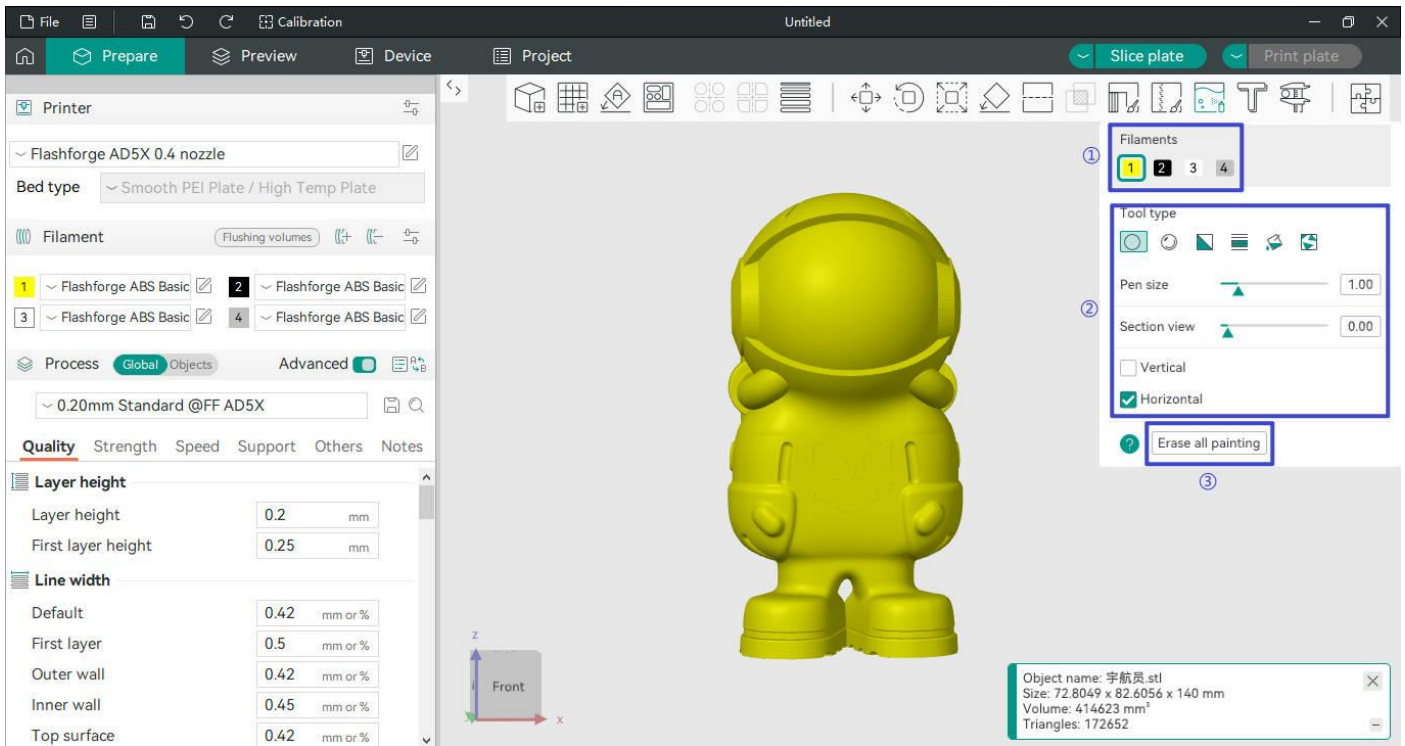 File Calibration Untitled
Prepare Preview Device Project Slice plate Print plate
Printer
Flashforge AD5X 0.4 nozzle
Bed type Smooth PEI Plate / High Temp Plate
Filament Flushing volumes
1 Flashforge ABS Basic 2 Flashforge ABS Basic
3 Flashforge ABS Basic 4 Flashforge ABS Basic
Process Global Objects Advanced
0.20mm Standard @FF AD5X
Quality Strength Speed Support Others Notes
Layer height
Layer height 0.2 mm
First layer height 0.25 mm
Line width
Default 0.42 mm or %
First layer 0.5 mm or %
Outer wall 0.42 mm or %
Inner wall 0.45 mm or %
Top surface 0.42 mm or %
①
Filaments
1 2 3 4
②
Tool type
Pen size 1.00
Section view 0.00
Vertical
Horizontal
? Erase all painting
③
z
Front
x
Object name: 宇航员.stl
Size: 72.8049 x 82.6056 x 140 mm
Volume: 414623 mm³
Triangles: 172652